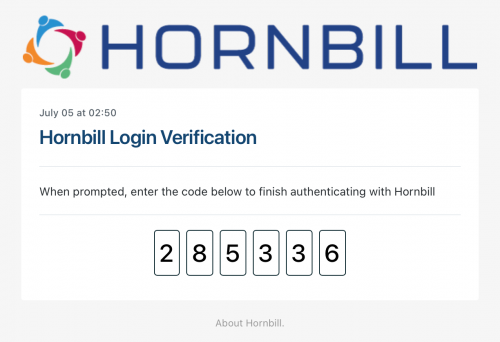 HORNBILL
July 05 at 02:50
Hornbill Login Verification
When prompted, enter the code below to finish authenticating with Hornbill
2 8 5 3 3 6
About Hornbill.